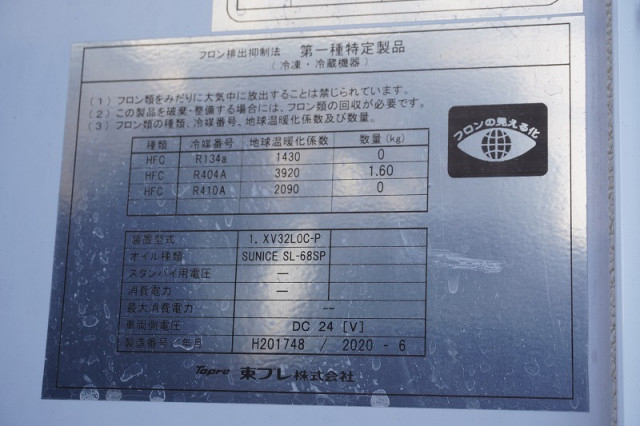 フロン排出抑制法 第一種特定製品
(冷凍・冷蔵機器)
(1) フロン類をみだりに大気中に放出することは禁じられています。
(2) この製品を破棄・整備する場合には、フロン類の回収が必要です。
(3) フロン類の種類、冷媒番号、地球温暖化係数及び数量。
フロンの見える化
種類 冷媒番号 地球温暖化係数 数量(kg)
HFC R134a 1430 0
HFC R404A 3920 1.60
HFC R410A 2090 0
装置型式 1. XV32LOC-P
オイル種類 SUNICE SL-68SP
スタンバイ用電圧 —
消費電力 —
最大消費電力 --
車両側電圧 DC 24 [V]
製造番号／年月 H201748 / 2020 - 6
Topre 東プレ株式会社